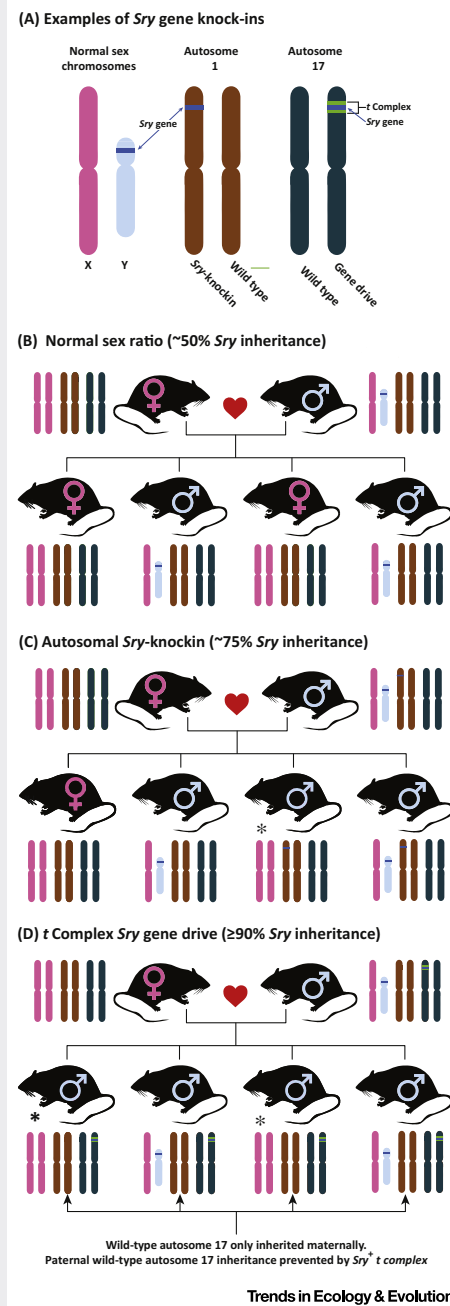 (A) Examples of Sry gene knock-ins
Normal sex chromosomes
Autosome 1
Autosome 17
t Complex
Sry gene
Sry gene
X
Y
Sry-knockin
Wild type
Wild type
Gene drive
(B) Normal sex ratio (~50% Sry inheritance)
(C) Autosomal Sry-knockin (~75% Sry inheritance)
*
(D) t Complex Sry gene drive (≥90% Sry inheritance)
*
*
Wild-type autosome 17 only inherited maternally.
Paternal wild-type autosome 17 inheritance prevented by Sry+ t complex
Trends in Ecology & Evolution